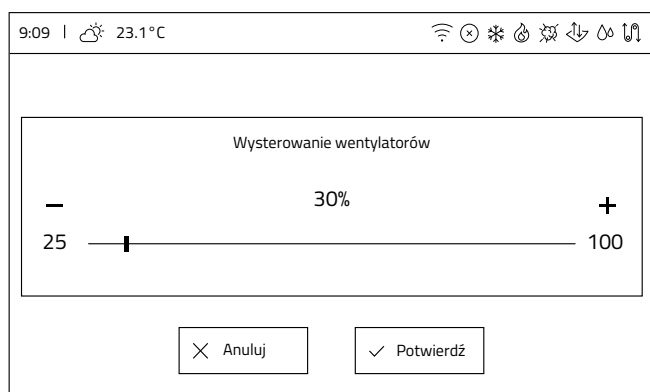 9:09 | 23.1°C
Wysterowanie wentylatorów
30%
− +
25 100
Anuluj Potwierdź